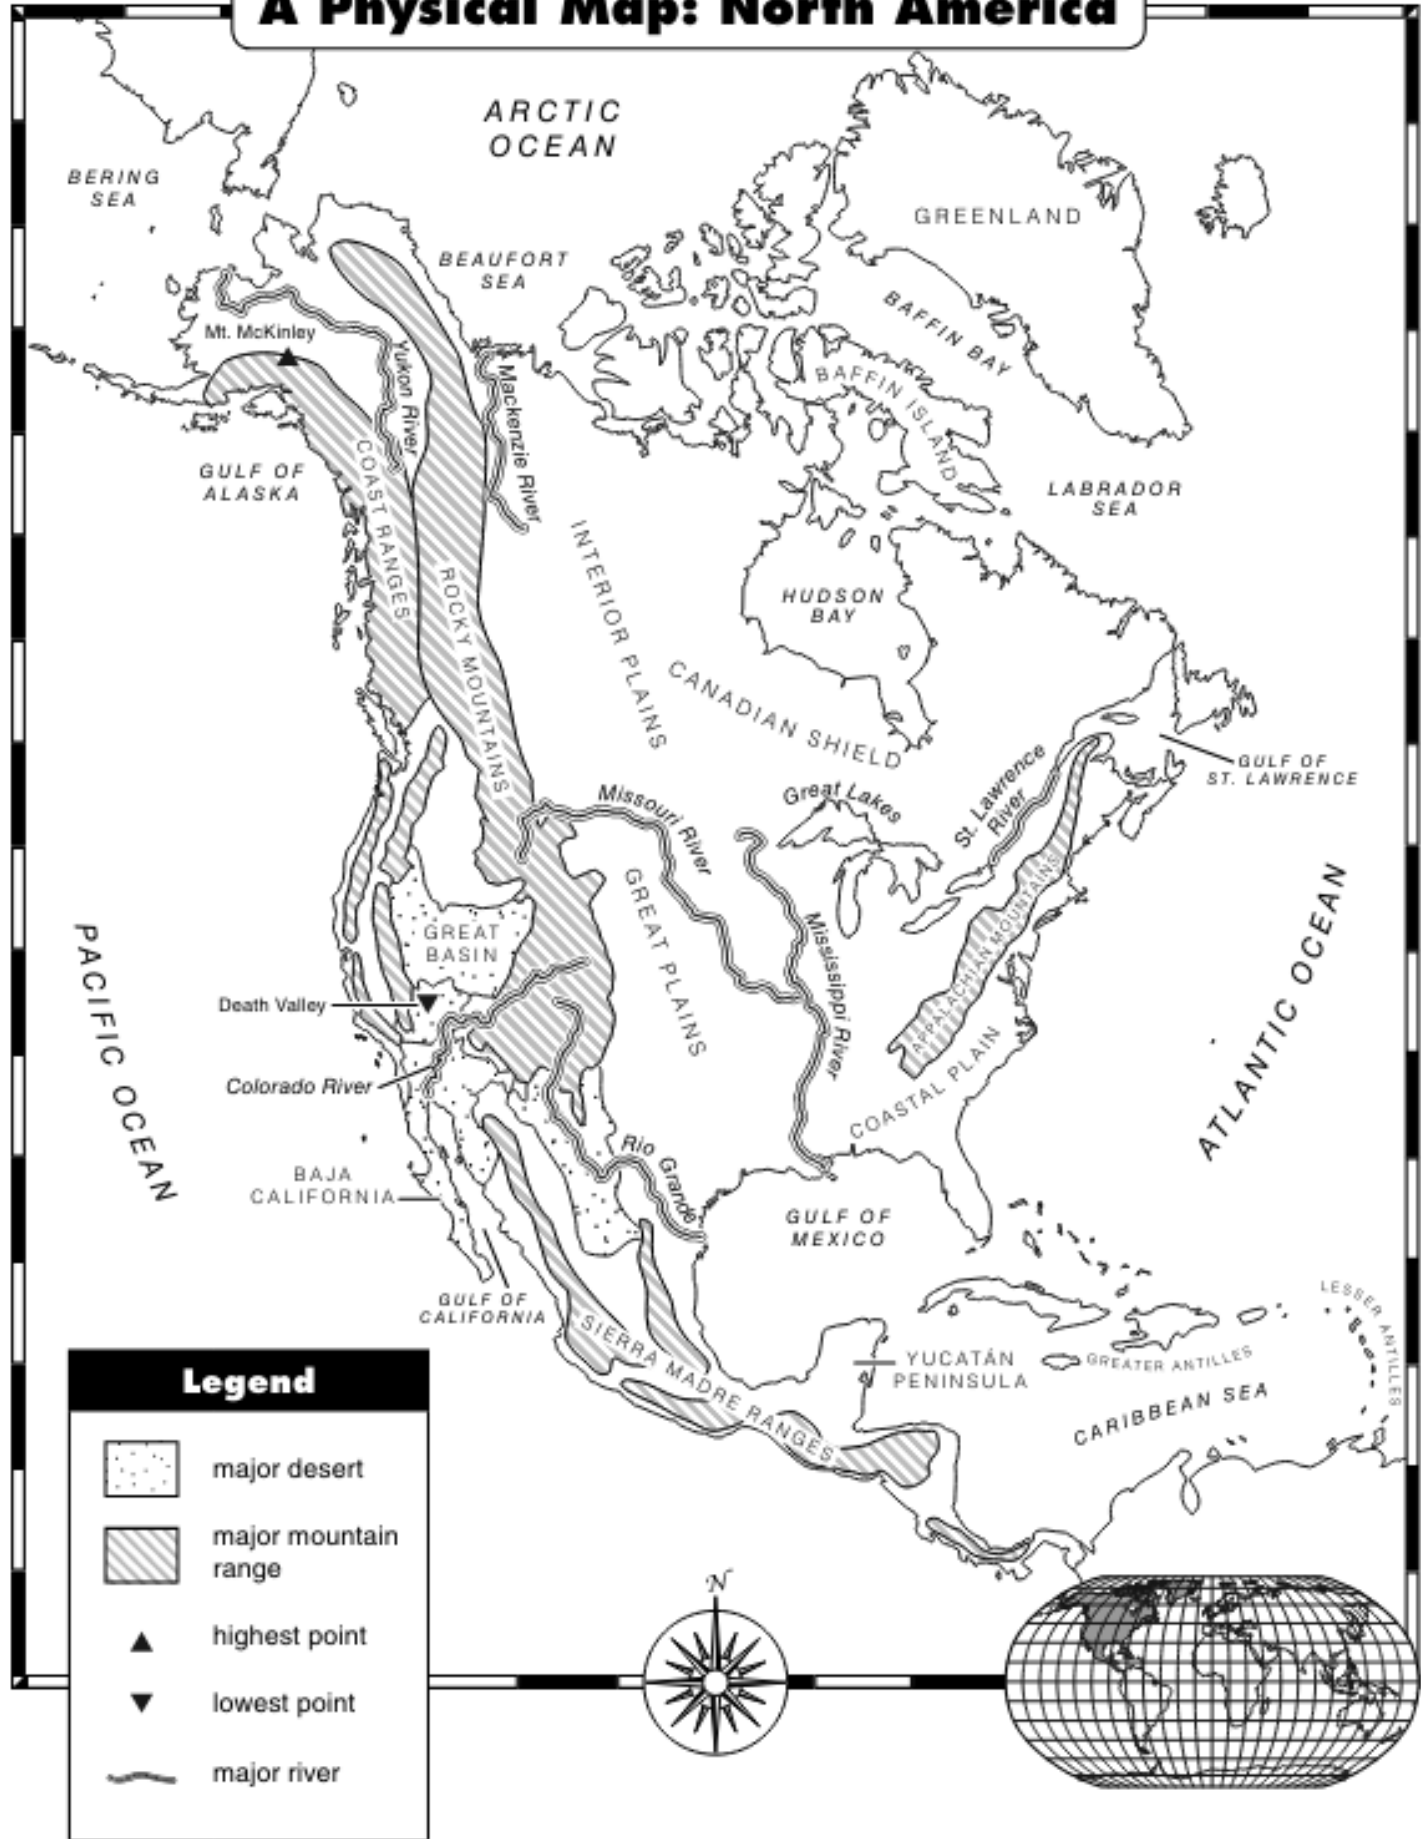 A Physical Map: North America
ARCTIC
OCEAN
BERING
SEA
GREENLAND
BEAUFORT
SEA
BAFFIN BAY
Mt. McKinley
Yukon River
Mackenzie River
BAFFIN ISLAND
GULF OF
ALASKA
COAST RANGES
LABRADOR
SEA
INTERIOR PLAINS
ROCKY MOUNTAINS
HUDSON
BAY
CANADIAN SHIELD
GULF OF
ST. LAWRENCE
St. Lawrence
River
Great Lakes
Missouri River
GREAT PLAINS
Mississippi River
APPALACHIAN MOUNTAINS
GREAT
BASIN
PACIFIC OCEAN
ATLANTIC OCEAN
Death Valley
Colorado River
COASTAL PLAIN
Rio Grande
BAJA
CALIFORNIA
GULF OF
MEXICO
GULF OF
CALIFORNIA
SIERRA MADRE RANGES
YUCATÁN
PENINSULA
GREATER ANTILLES
LESSER ANTILLES
CARIBBEAN SEA
Legend
major desert
major mountain
range
highest point
lowest point
major river
N